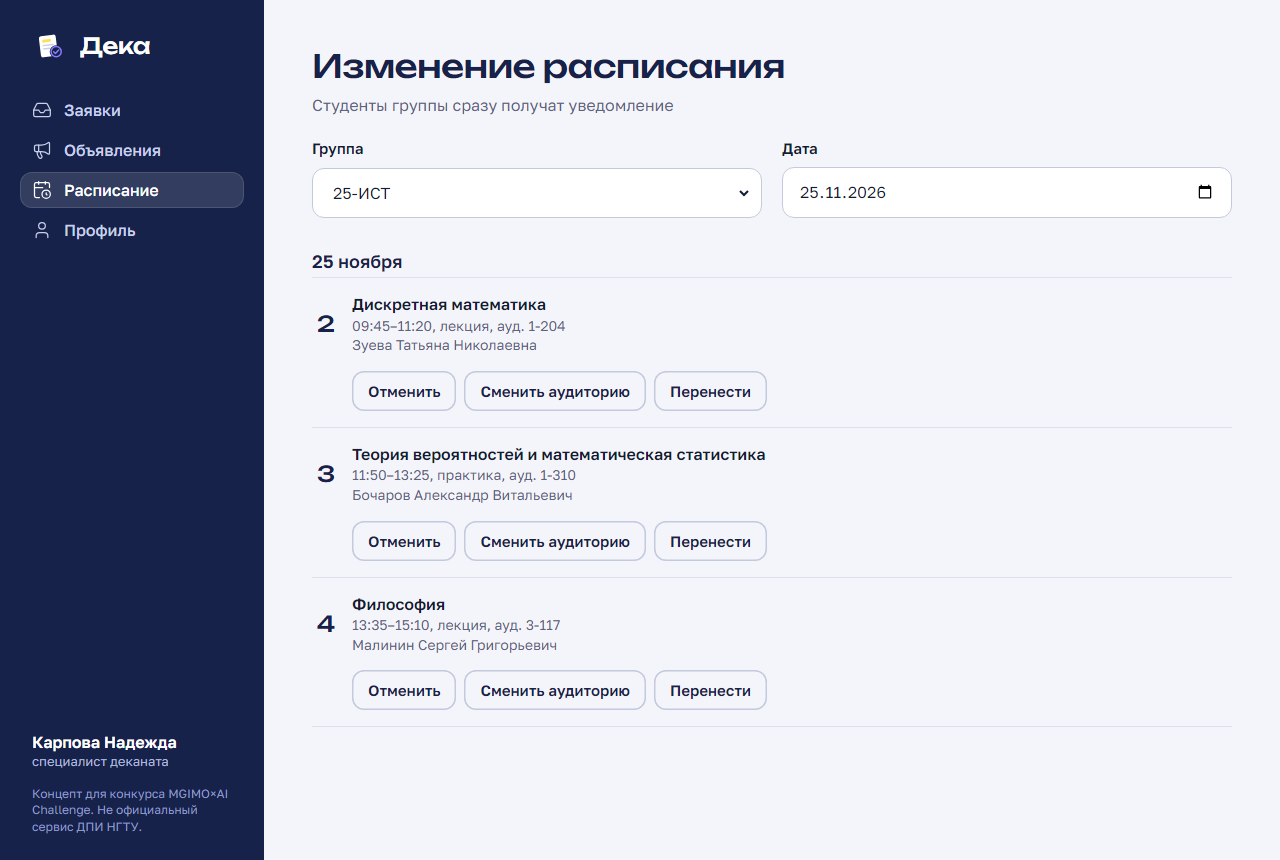 Дека
Заявки
Объявления
Расписание
Профиль
Карпова Надежда
специалист деканата
Концепт для конкурса MGIMO×AI
Challenge. Не официальный
сервис ДПИ НГТУ.
Изменение расписания
Студенты группы сразу получат уведомление
Группа
25-ИСТ
Дата
25.11.2026
25 ноября
2
Дискретная математика
09:45–11:20, лекция, ауд. 1-204
Зуева Татьяна Николаевна
Отменить
Сменить аудиторию
Перенести
3
Теория вероятностей и математическая статистика
11:50–13:25, практика, ауд. 1-310
Бочаров Александр Витальевич
Отменить
Сменить аудиторию
Перенести
4
Философия
13:35–15:10, лекция, ауд. 3-117
Малинин Сергей Григорьевич
Отменить
Сменить аудиторию
Перенести